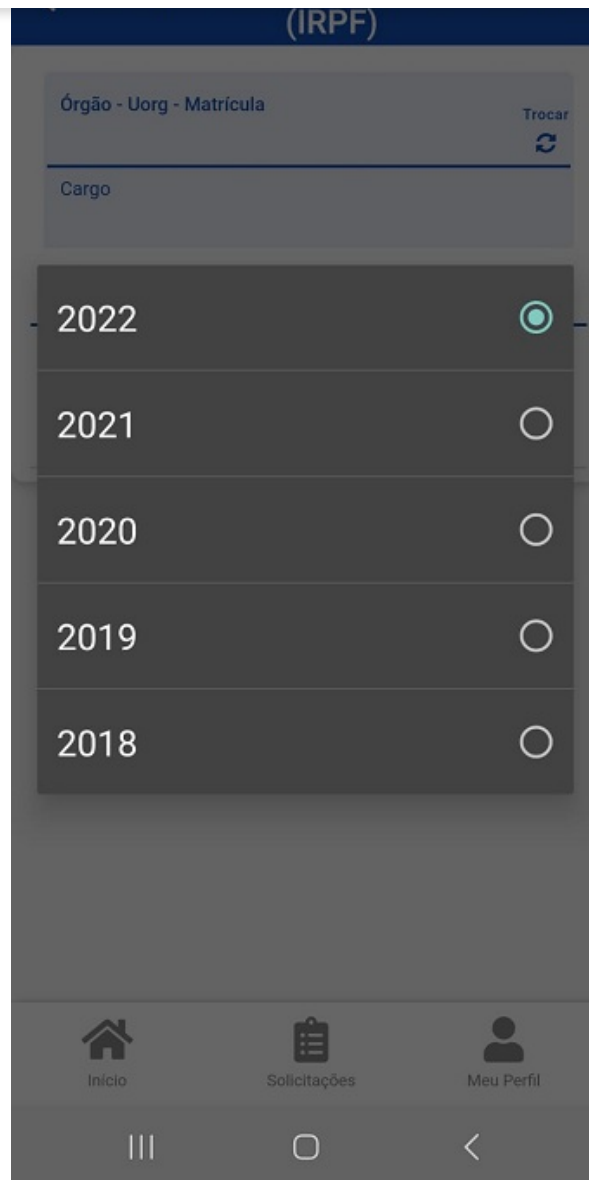 (IRPF)
Órgão - Uorg - Matrícula
Trocar
Cargo
2022
2021
2020
2019
2018
Início
Solicitações
Meu Perfil